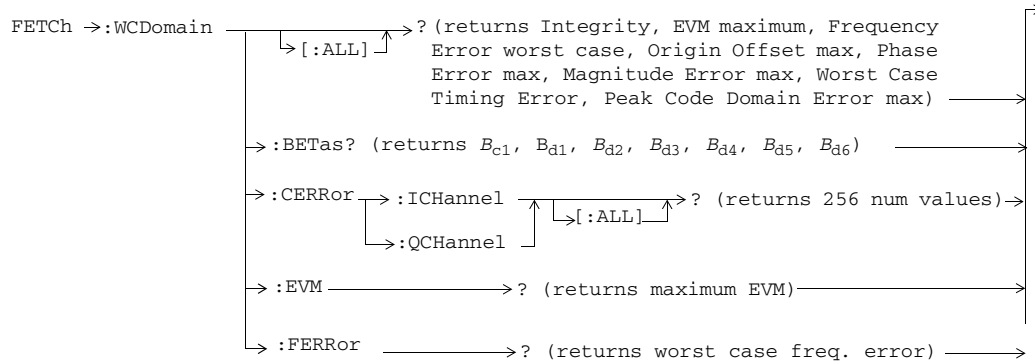 FETCh :WCDomain ? (returns Integrity, EVM maximum, Frequency
[:ALL] Error worst case, Origin Offset max, Phase
Error max, Magnitude Error max, Worst Case
Timing Error, Peak Code Domain Error max)
:BETas? (returns Bc1, Bd1, Bd2, Bd3, Bd4, Bd5, Bd6)
:CERRor :ICHannel ? (returns 256 num values)
[:ALL]
:QCHannel
:EVM ? (returns maximum EVM)
:FERRor ? (returns worst case freq. error)